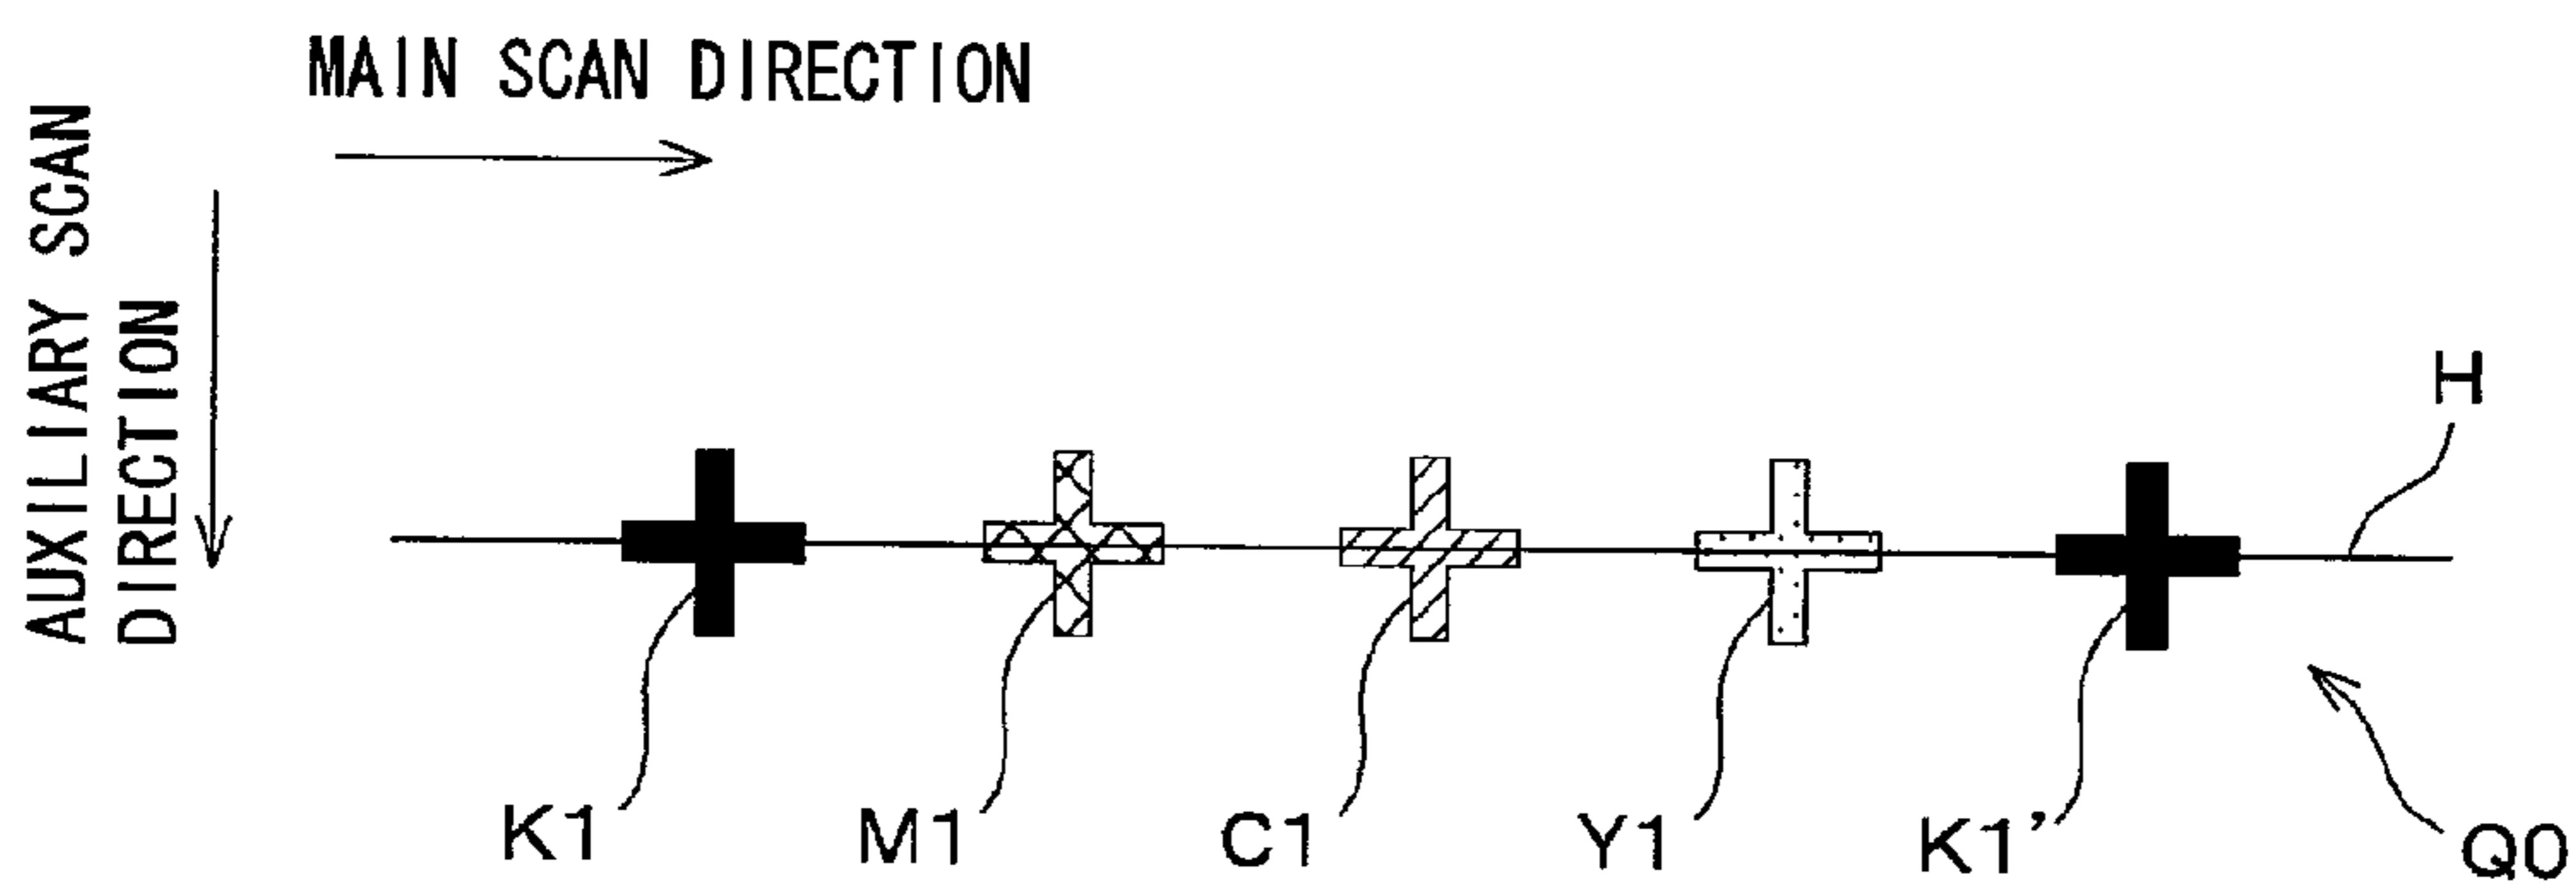 MAIN SCAN DIRECTION
AUXILIARY SCAN
DIRECTION
H
K1
M1
C1
Y1
K1’
Q0